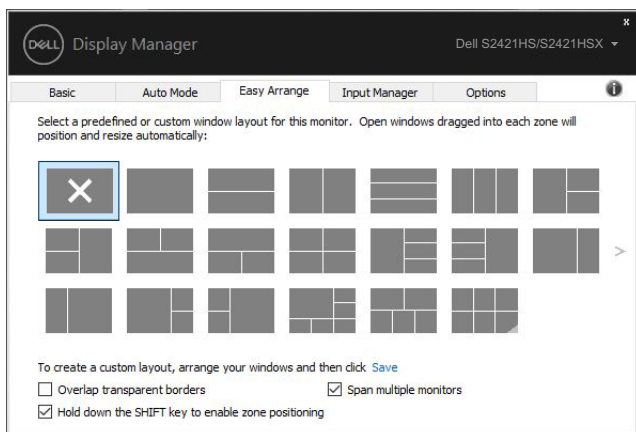 x
DELL Display Manager Dell S2421HS/S2421HSX
Basic Auto Mode Easy Arrange Input Manager Options i
Select a predefined or custom window layout for this monitor. Open windows dragged into each zone will
position and resize automatically:
>
To create a custom layout, arrange your windows and then click Save
Overlap transparent borders Span multiple monitors
Hold down the SHIFT key to enable zone positioning